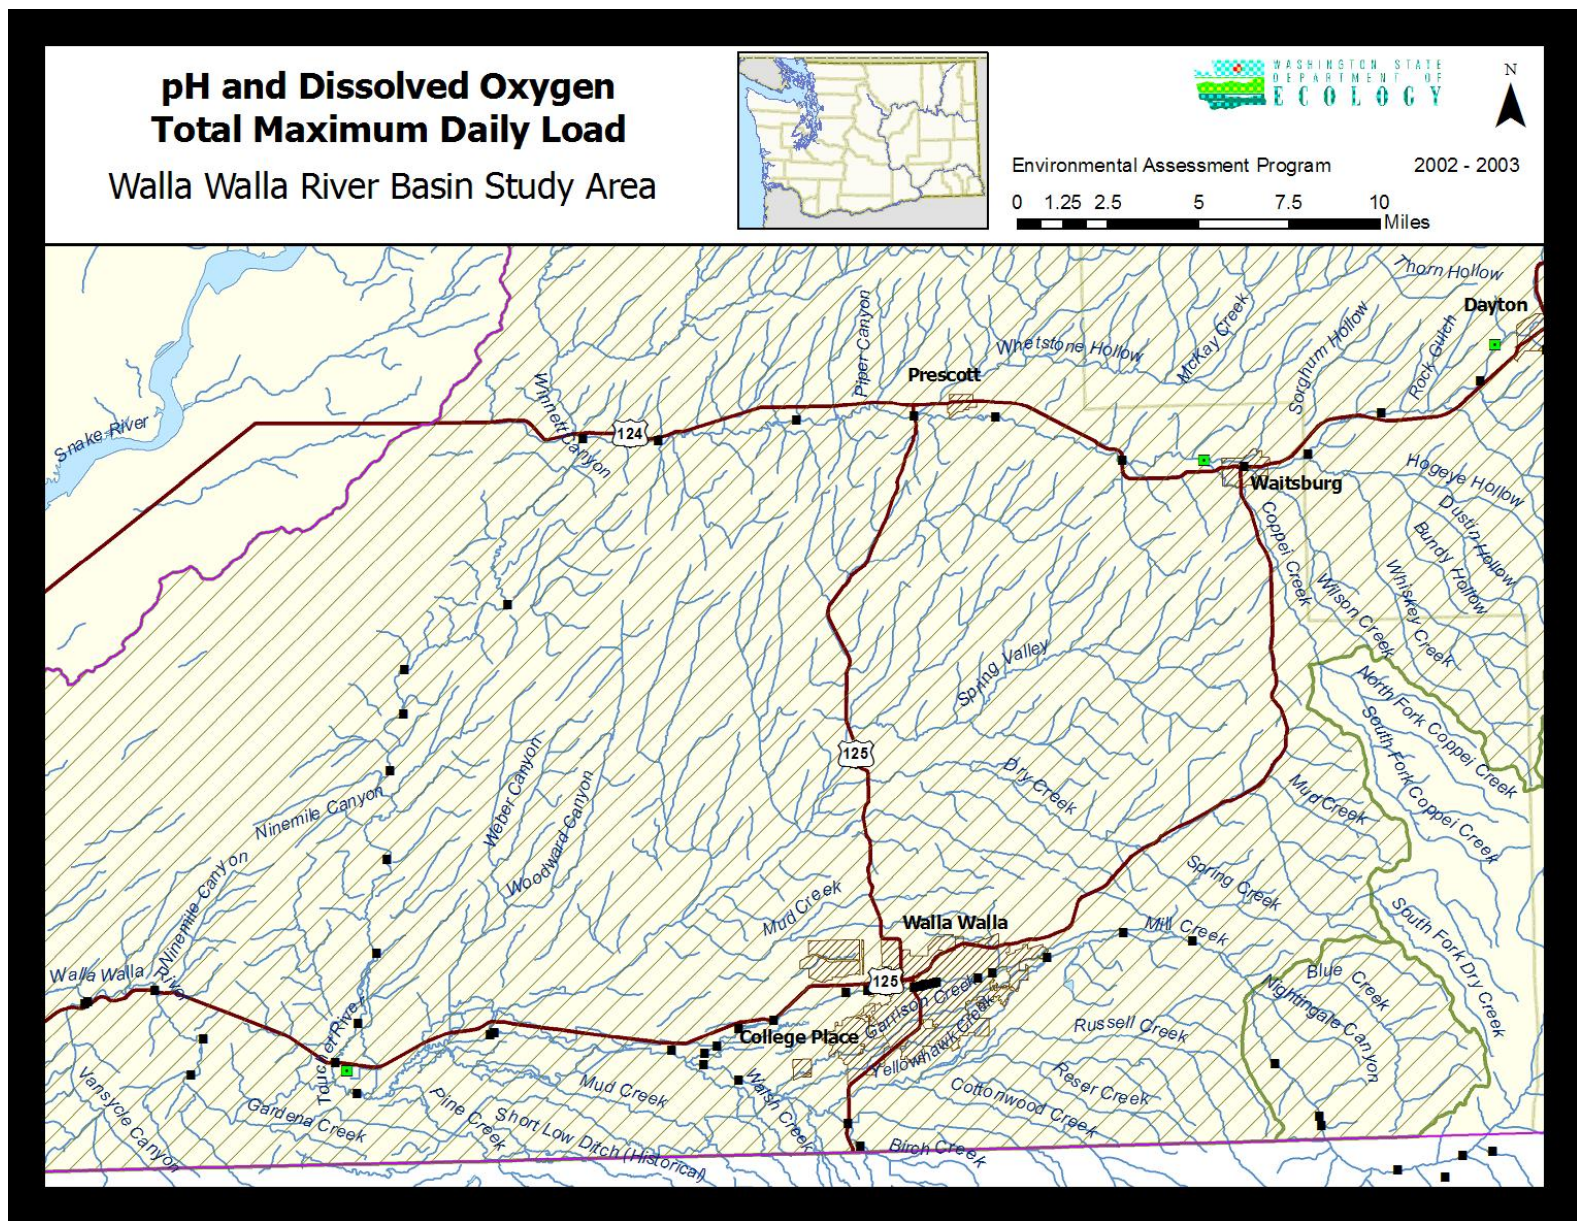 pH and Dissolved Oxygen
Total Maximum Daily Load
Walla Walla River Basin Study Area
WASHINGTON STATE
DEPARTMENT OF
ECOLOGY
N
Environmental Assessment Program
2002 - 2003
0 1.25 2.5 5 7.5 10
Miles
Thorn Hollow
Dayton
McKay Creek
Sorghum Hollow
Rock Gulch
Piper Canyon
Whetstone Hollow
Prescott
Winnett Canyon
124
Snake River
Waitsburg
Hogeye Hollow
Dustin Hollow
Bundy Hollow
Coppei Creek
Wilson Creek
Whiskey Creek
Spring Valley
North Fork Coppei Creek
South Fork Coppei Creek
125
Dry Creek
Mud Creek
Weber Canyon
Woodward Canyon
Ninemile Canyon
Ninemile Canyon
Spring Creek
Mud Creek
Walla Walla
Mill Creek
South Fork Dry Creek
Walla Walla River
125
Blue Creek
Nightingale Canyon
Garrison Creek
College Place
Yellowhawk Creek
Russell Creek
Touchet River
Reser Creek
Cottonwood Creek
Vansycle Canyon
Gardena Creek
Pine Creek
Mud Creek
Short Low Ditch (Historical)
Walsh Creek
Birch Creek